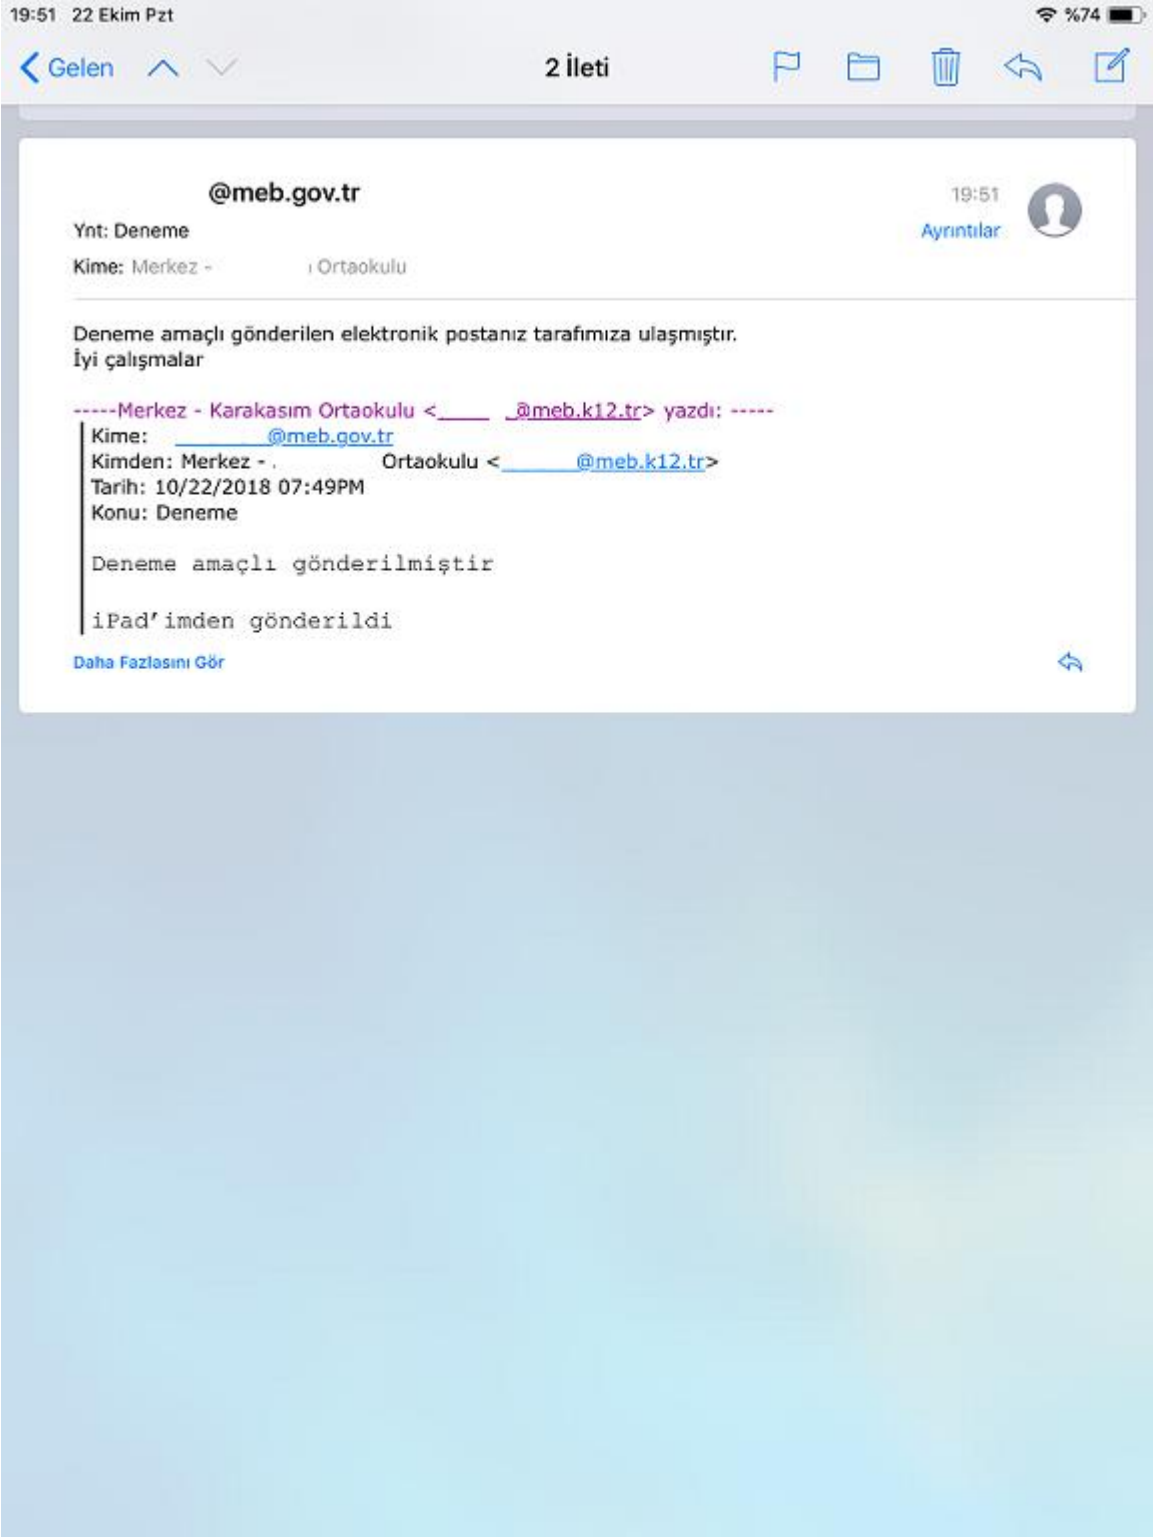 19:51 22 Ekim Pzt %74
Gelen 2 İleti
@meb.gov.tr 19:51
Ynt: Deneme Ayrıntılar
Kime: Merkez - Ortaokulu
Deneme amaçlı gönderilen elektronik postanız tarafımıza ulaşmıştır.
İyi çalışmalar
-----Merkez - Karakasım Ortaokulu <_____ _@meb.k12.tr> yazdı: -----
Kime: ________@meb.gov.tr
Kimden: Merkez - . Ortaokulu <_______@meb.k12.tr>
Tarih: 10/22/2018 07:49PM
Konu: Deneme
Deneme amaçlı gönderilmiştir
iPad’imden gönderildi
Daha Fazlasını Gör